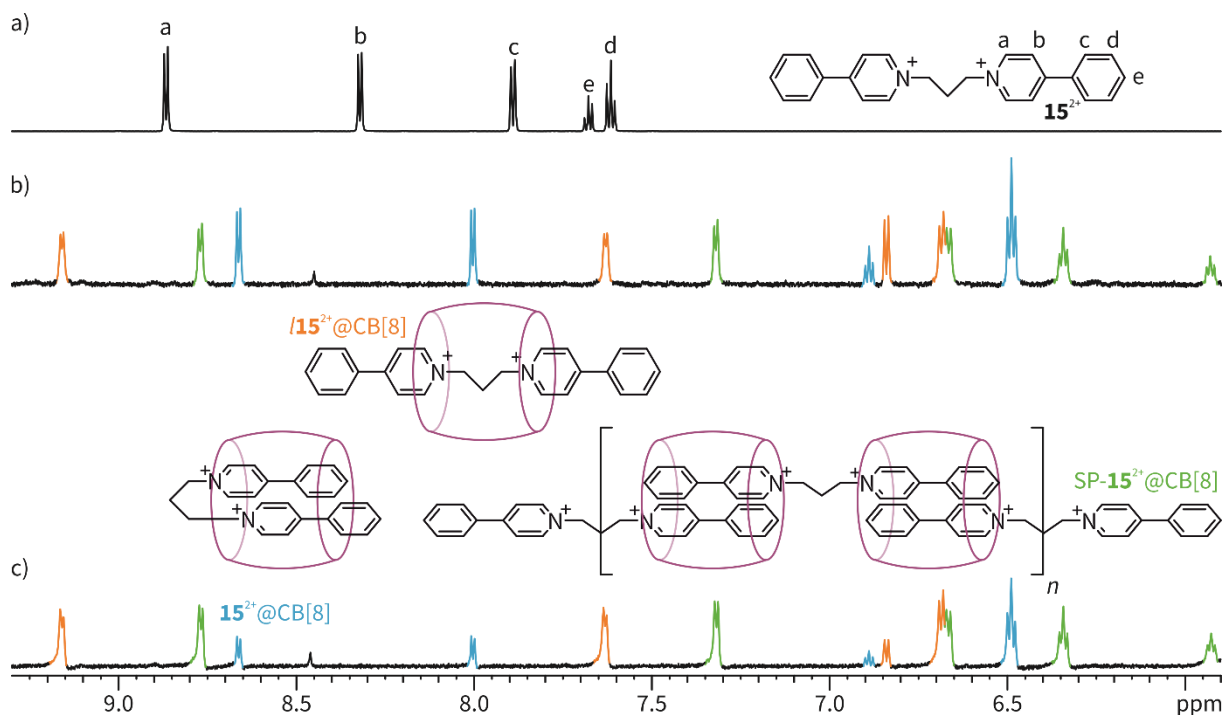 a)
a b c e d
a b c d e
+ +
N N
15²⁺
b)
l15²⁺@CB[8]
+ +
N N
+ N
+ N
+ +
N N
+ +
N N
+ +
N N
SP-15²⁺@CB[8]
n
c)
15²⁺@CB[8]
9.0 8.5 8.0 7.5 7.0 6.5 ppm